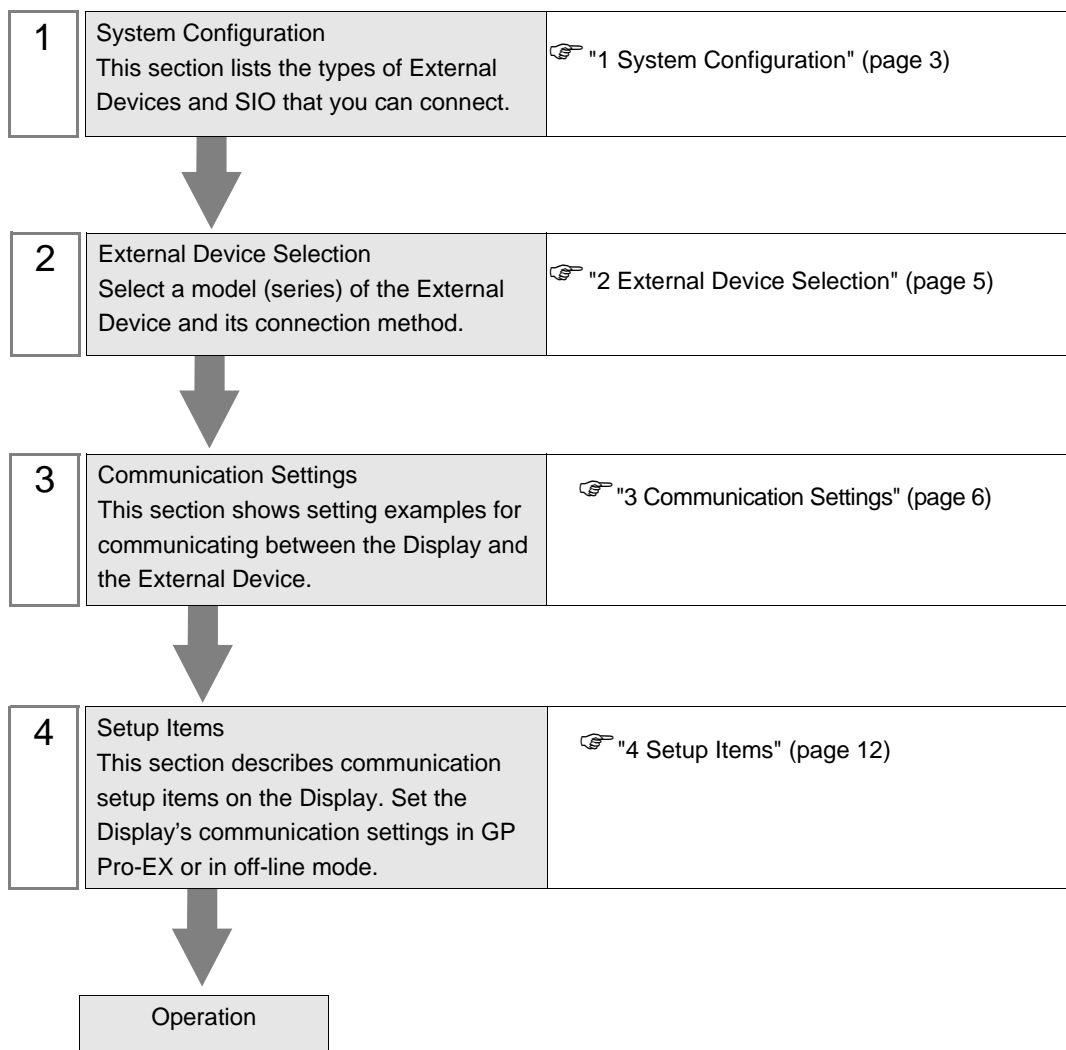 1
System Configuration
This section lists the types of External
Devices and SIO that you can connect.
"1 System Configuration" (page 3)
2
External Device Selection
Select a model (series) of the External
Device and its connection method.
"2 External Device Selection" (page 5)
3
Communication Settings
This section shows setting examples for
communicating between the Display and
the External Device.
"3 Communication Settings" (page 6)
4
Setup Items
This section describes communication
setup items on the Display. Set the
Display’s communication settings in GP
Pro-EX or in off-line mode.
"4 Setup Items" (page 12)
Operation